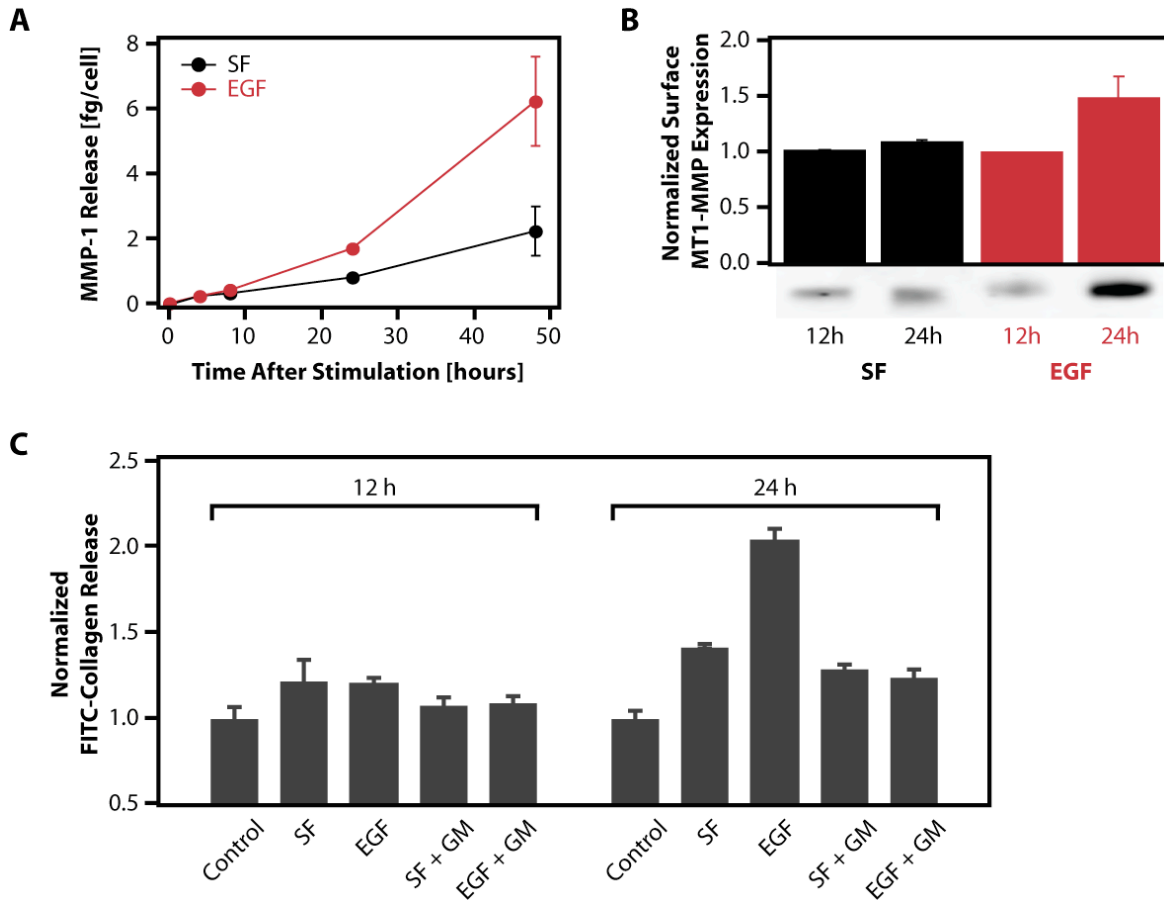 A
MMP-1 Release [fg/cell]
8
6
4
2
0
SF
EGF
0
10
20
30
40
50
Time After Stimulation [hours]
B
Normalized Surface
MT1-MMP Expression
2.0
1.5
1.0
0.5
0.0
12h
24h
12h
24h
SF
EGF
C
Normalized
FITC-Collagen Release
2.5
2.0
1.5
1.0
0.5
12 h
24 h
Control
SF
EGF
SF + GM
EGF + GM
Control
SF
EGF
SF + GM
EGF + GM